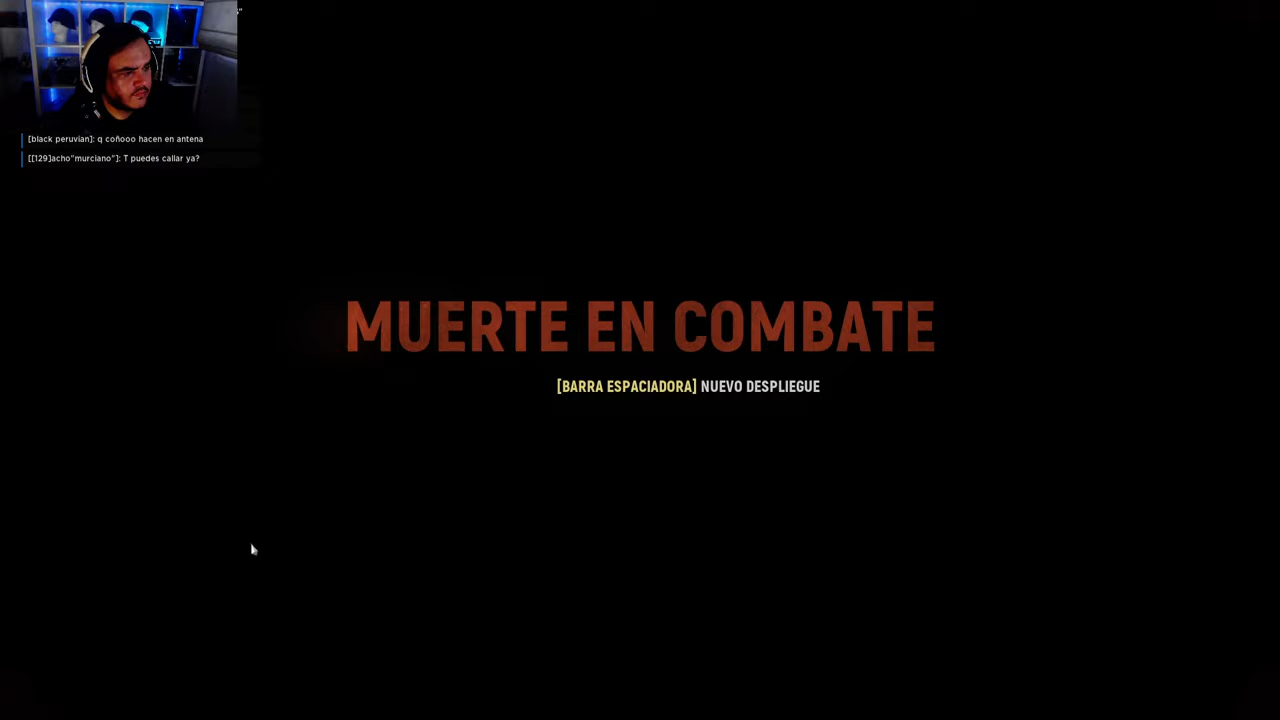 [black peruvian]: q coñooo hacen en antena
[[129]acho"murciano"]: T puedes callar ya?
MUERTE EN COMBATE
[BARRA ESPACIADORA] NUEVO DESPLIEGUE